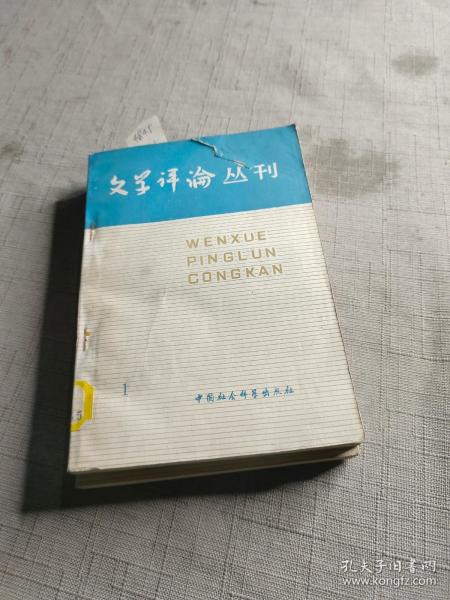 文学评论丛刊
WENXUE
PINGLUN
CONGKAN
1
5
中国社会科学出版社
孔夫子旧书网
www.kongfz.com